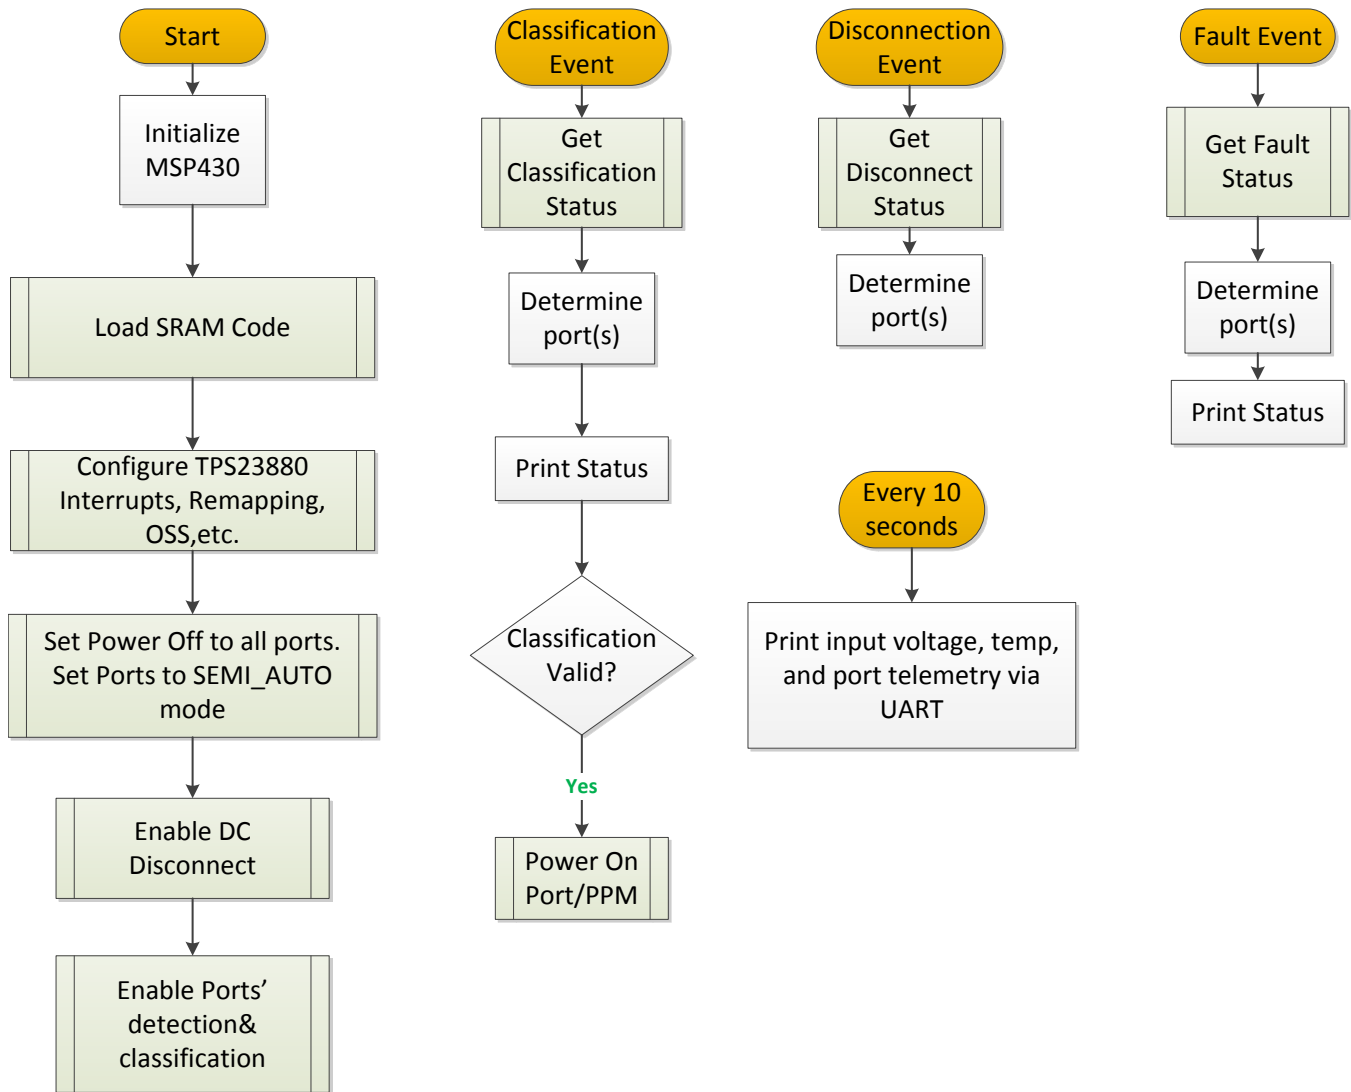 Start
Initialize
MSP430
Load SRAM Code
Configure TPS23880
Interrupts, Remapping,
OSS,etc.
Set Power Off to all ports.
Set Ports to SEMI_AUTO
mode
Enable DC
Disconnect
Enable Ports’
detection&
classification
Classification
Event
Get
Classification
Status
Determine
port(s)
Print Status
Classification
Valid?
Yes
Power On
Port/PPM
Disconnection
Event
Get
Disconnect
Status
Determine
port(s)
Every 10
seconds
Print input voltage, temp,
and port telemetry via
UART
Fault Event
Get Fault
Status
Determine
port(s)
Print Status